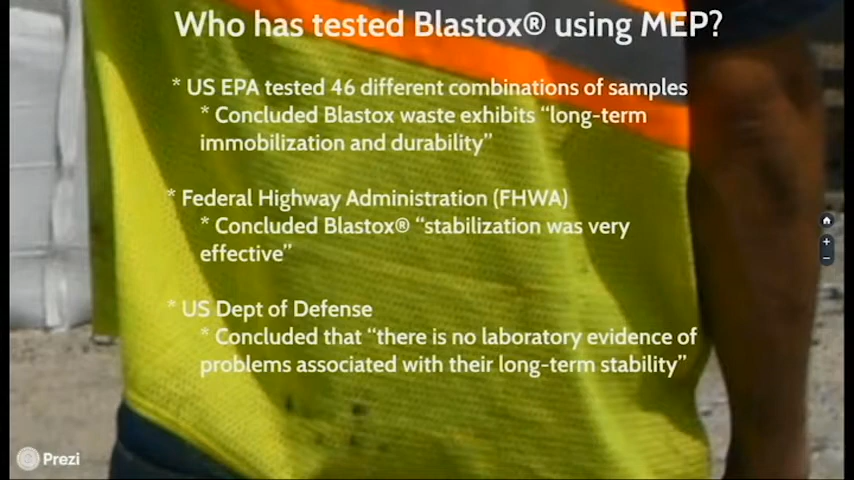 Who has tested Blastox® using MEP?
* US EPA tested 46 different combinations of samples
* Concluded Blastox waste exhibits “long-term
immobilization and durability”
* Federal Highway Administration (FHWA)
* Concluded Blastox® “stabilization was very
effective”
* US Dept of Defense
* Concluded that “there is no laboratory evidence of
problems associated with their long-term stability”
Prezi